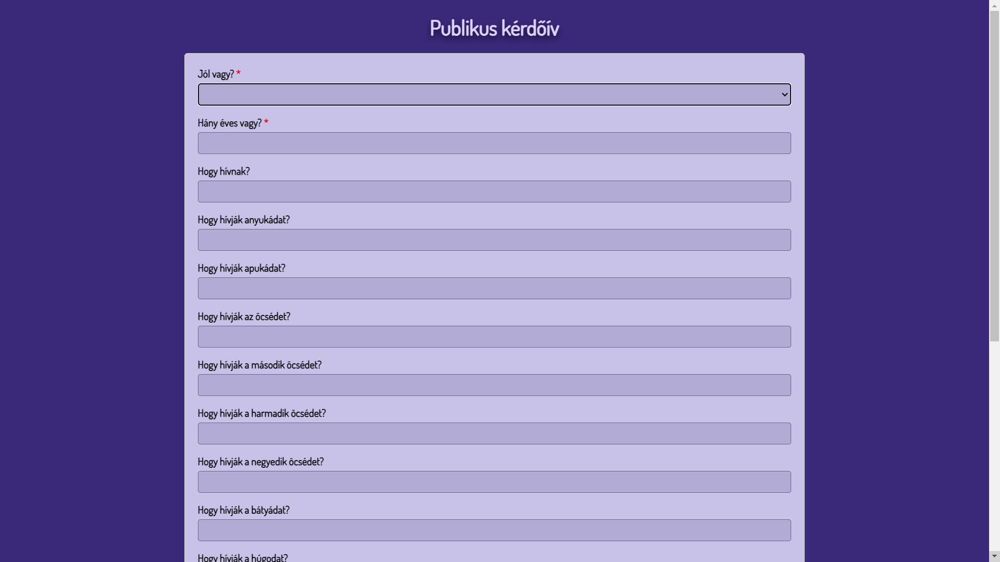 Publikus kérdőív
Jól vagy? *
Hány éves vagy? *
Hogy hívnak?
Hogy hívják anyukádat?
Hogy hívják apukádat?
Hogy hívják az öcsédet?
Hogy hívják a második öcsédet?
Hogy hívják a harmadik öcsédet?
Hogy hívják a negyedik öcsédet?
Hogy hívják a bátyádat?
Hogy hívják a húgodat?